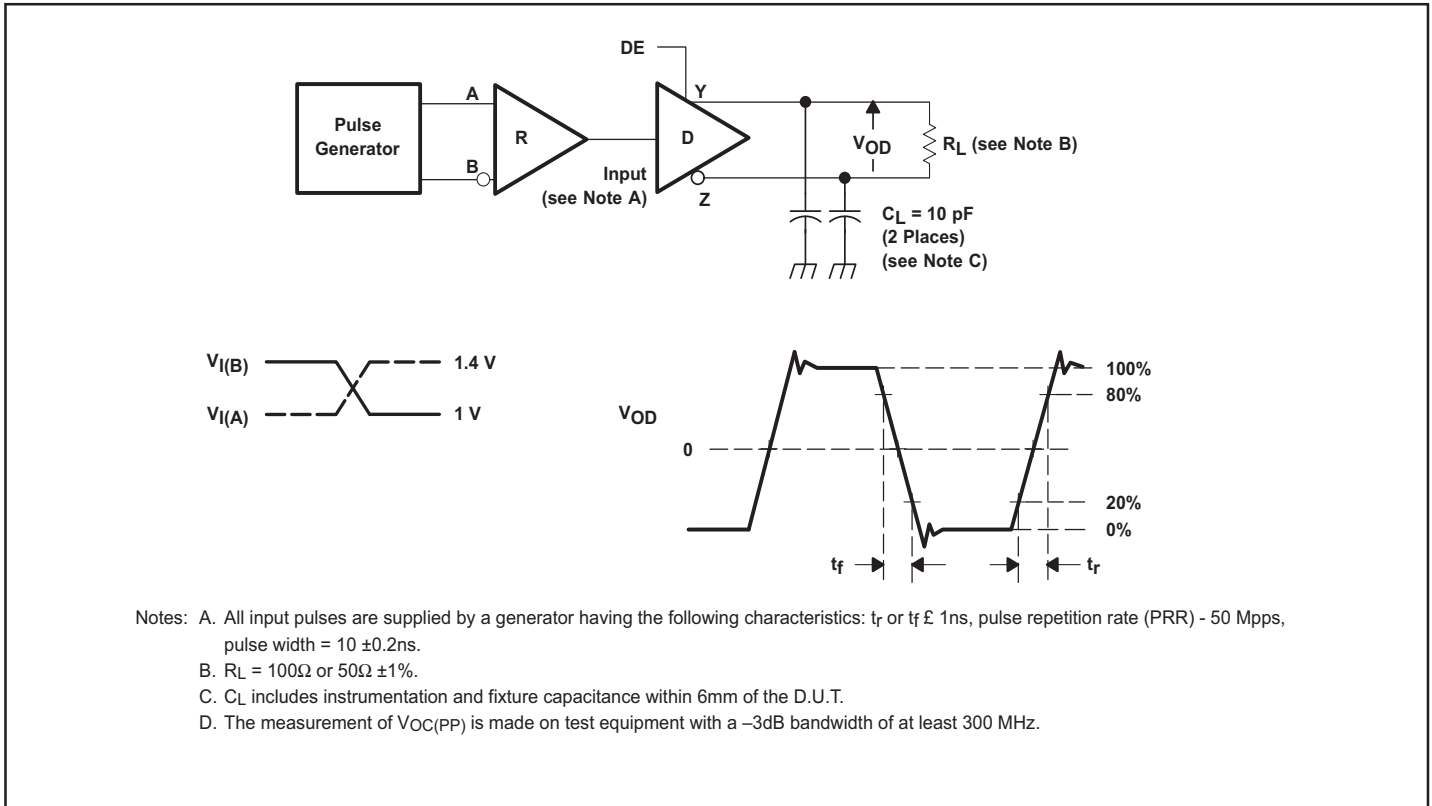 DE
A
Y
Pulse
Generator
R
D
VOD
RL (see Note B)
B
Input
(see Note A)
Z
CL = 10 pF
(2 Places)
(see Note C)
VI(B)
1.4 V
VI(A)
1 V
100%
80%
VOD
0
20%
0%
tf
tr
Notes: A. All input pulses are supplied by a generator having the following characteristics: tr or tf £ 1ns, pulse repetition rate (PRR) - 50 Mpps,
pulse width = 10 ±0.2ns.
B. RL = 100Ω or 50Ω ±1%.
C. CL includes instrumentation and fixture capacitance within 6mm of the D.U.T.
D. The measurement of VOC(PP) is made on test equipment with a –3dB bandwidth of at least 300 MHz.